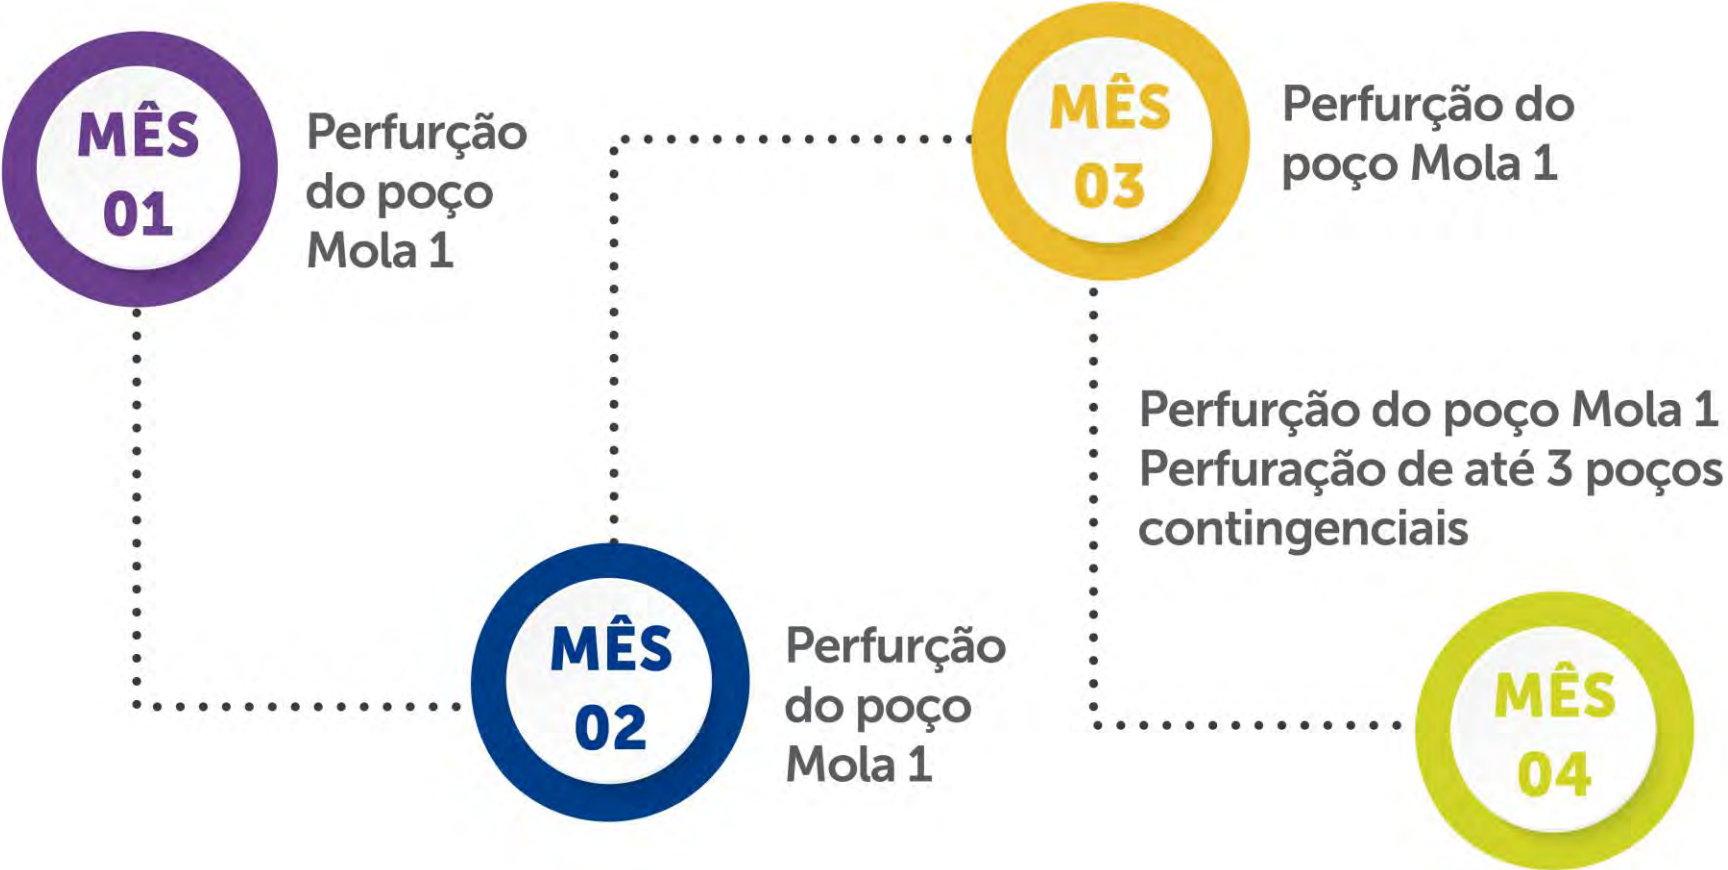 MÊS
01
Perfurção
do poço
Mola 1
MÊS
02
Perfurção
do poço
Mola 1
MÊS
03
Perfurção do
poço Mola 1
Perfurção do poço Mola 1
Perfuração de até 3 poços
contingenciais
MÊS
04